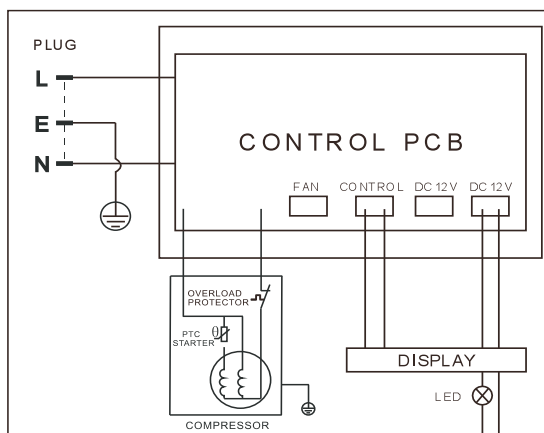 PLUG
L
E
N
CONTROL PCB
FAN
CONTROL
DC 12V
DC 12V
OVERLOAD
PROTECTOR
PTC
STARTER
θ
COMPRESSOR
DISPLAY
LED